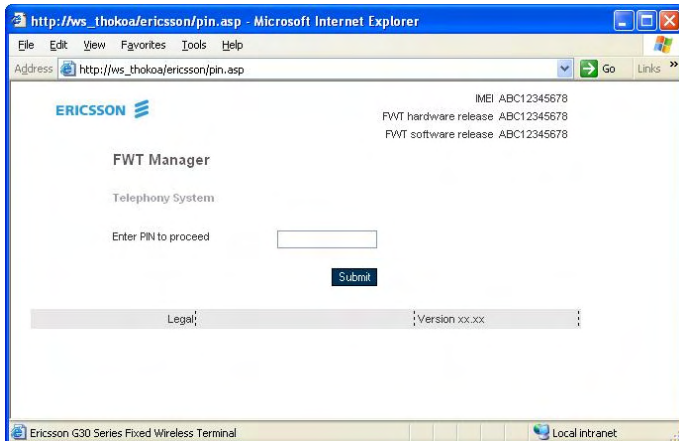 http://ws_thokoa/ericsson/pin.asp - Microsoft Internet Explorer
File Edit View Favorites Tools Help
Address http://ws_thokoa/ericsson/pin.asp Go Links »
ERICSSON
IMEI ABC12345678
FWT hardware release ABC12345678
FWT software release ABC12345678
FWT Manager
Telephony System
Enter PIN to proceed
Submit
Legal Version xx.xx
Ericsson G30 Series Fixed Wireless Terminal Local intranet